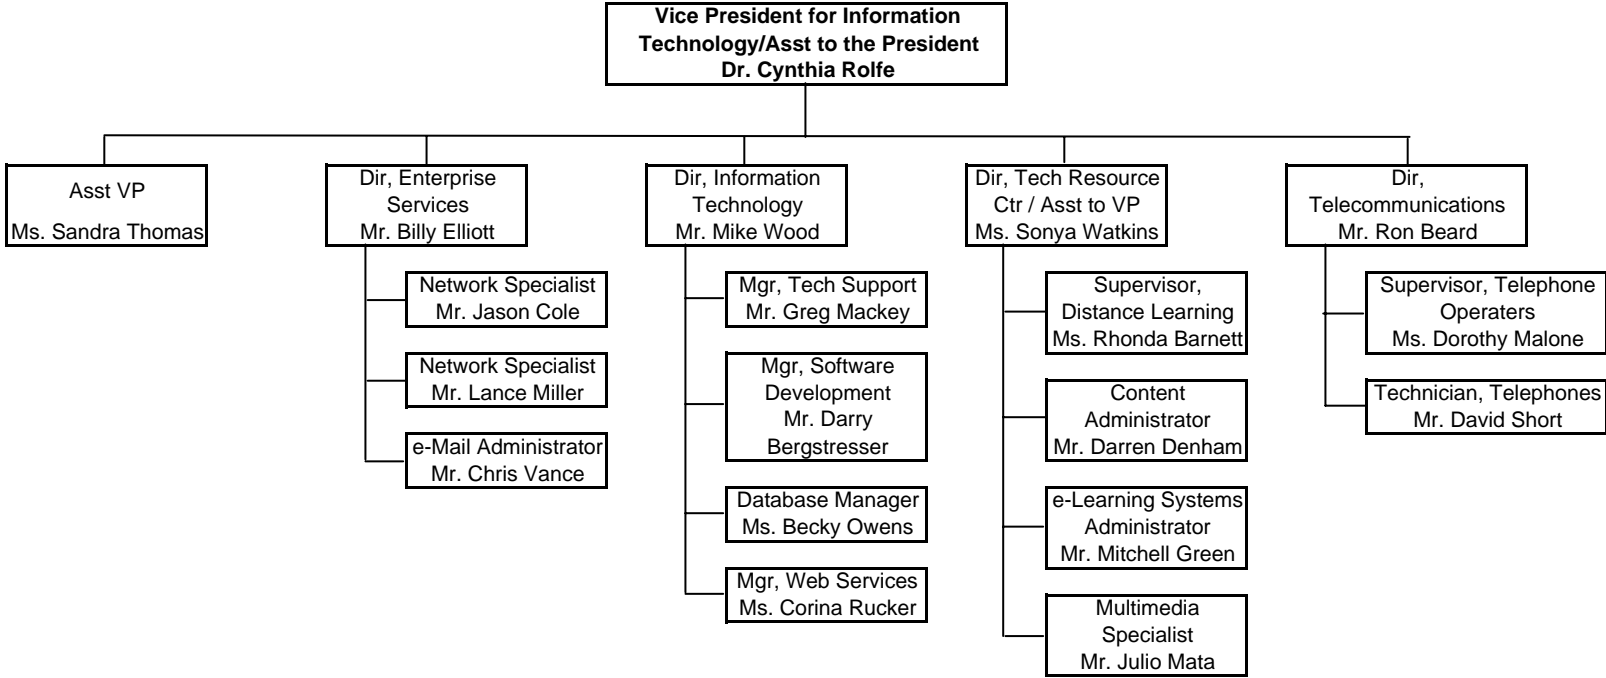 Vice President for Information
Technology/Asst to the President
Dr. Cynthia Rolfe
Asst VP
Ms. Sandra Thomas
Dir, Enterprise
Services
Mr. Billy Elliott
Network Specialist
Mr. Jason Cole
Network Specialist
Mr. Lance Miller
e-Mail Administrator
Mr. Chris Vance
Dir, Information
Technology
Mr. Mike Wood
Mgr, Tech Support
Mr. Greg Mackey
Mgr, Software
Development
Mr. Darry
Bergstresser
Database Manager
Ms. Becky Owens
Mgr, Web Services
Ms. Corina Rucker
Dir, Tech Resource
Ctr / Asst to VP
Ms. Sonya Watkins
Supervisor,
Distance Learning
Ms. Rhonda Barnett
Content
Administrator
Mr. Darren Denham
e-Learning Systems
Administrator
Mr. Mitchell Green
Multimedia
Specialist
Mr. Julio Mata
Dir,
Telecommunications
Mr. Ron Beard
Supervisor, Telephone
Operaters
Ms. Dorothy Malone
Technician, Telephones
Mr. David Short